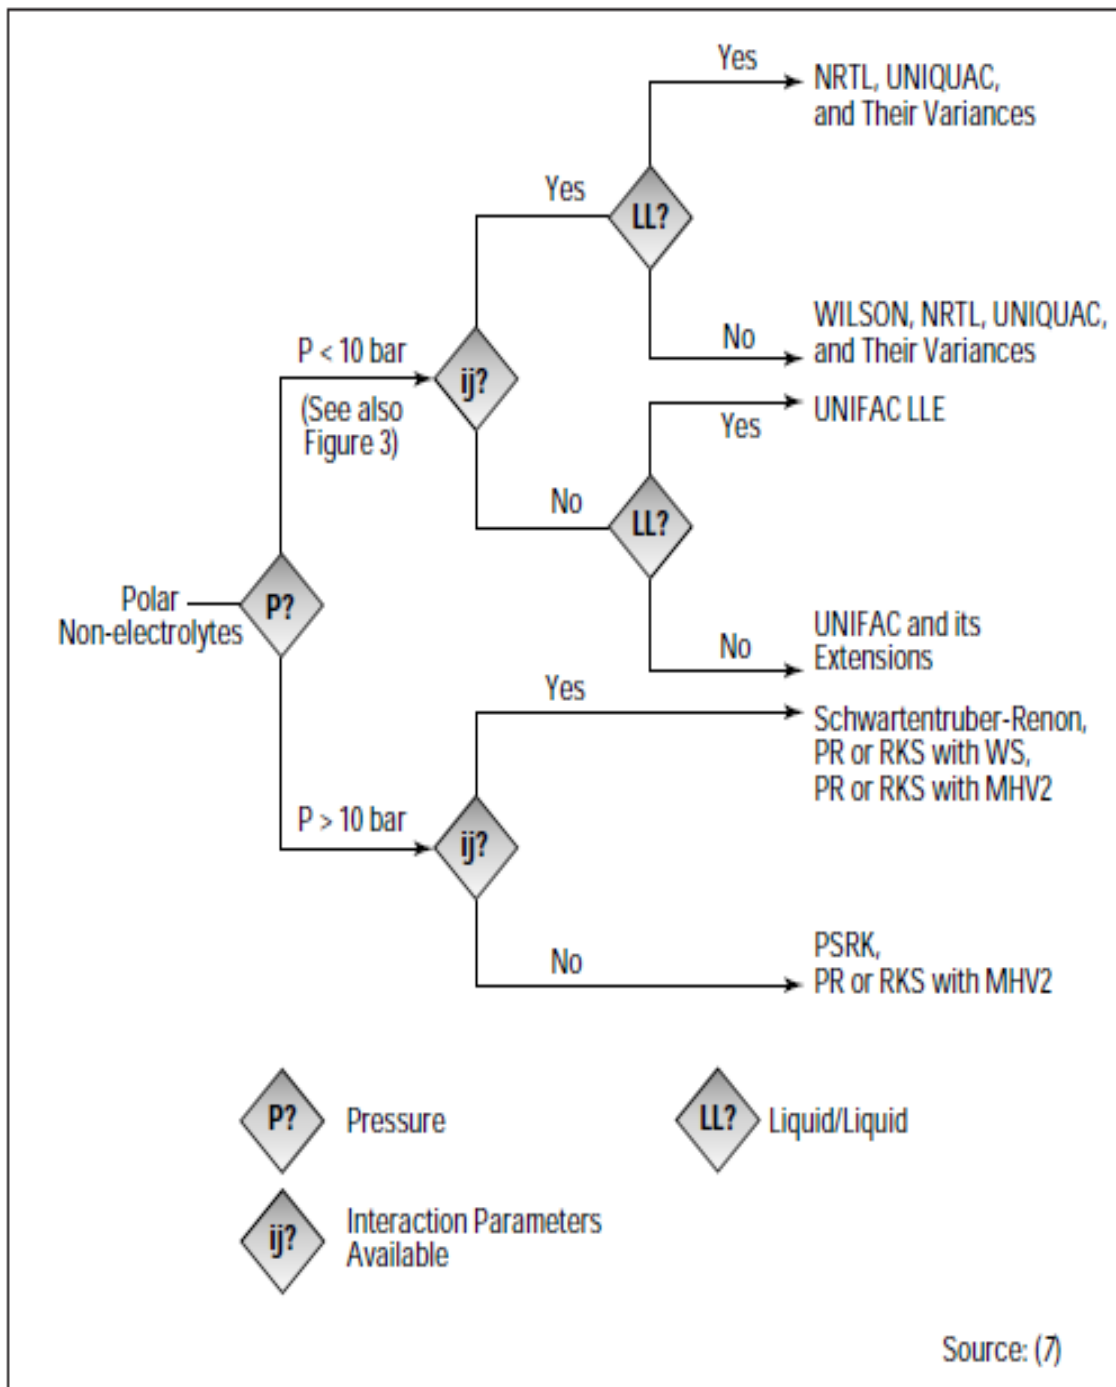 Yes
NRTL, UNIQUAC,
and Their Variances
Yes
LL?
No
WILSON, NRTL, UNIQUAC,
and Their Variances
P < 10 bar
(See also
Figure 3)
ij?
Yes
UNIFAC LLE
No
LL?
Polar
Non-electrolytes
P?
No
UNIFAC and its
Extensions
Yes
Schwartentruber-Renon,
PR or RKS with WS,
PR or RKS with MHV2
P > 10 bar
ij?
No
PSRK,
PR or RKS with MHV2
P?
Pressure
LL?
Liquid/Liquid
ij?
Interaction Parameters
Available
Source: (7)